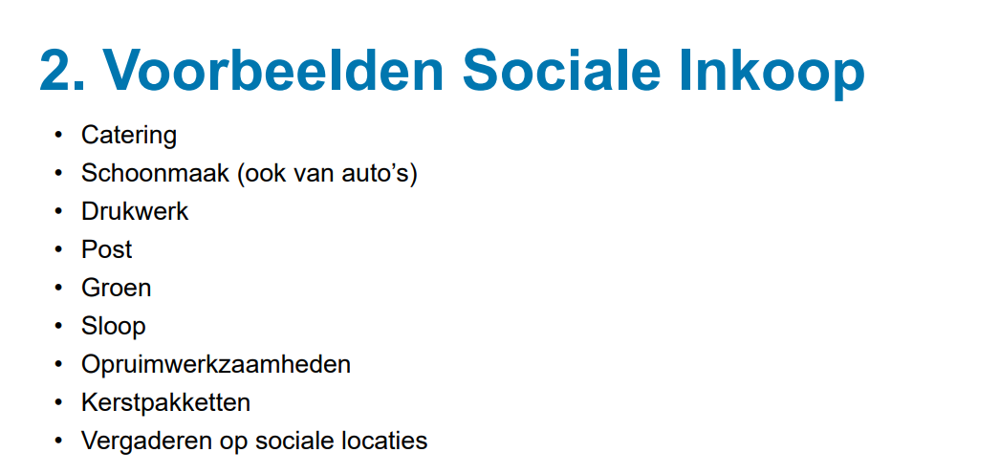 2. Voorbeelden Sociale Inkoop
• Catering
• Schoonmaak (ook van auto’s)
• Drukwerk
• Post
• Groen
• Sloop
• Opruimwerkzaamheden
• Kerstpakketten
• Vergaderen op sociale locaties